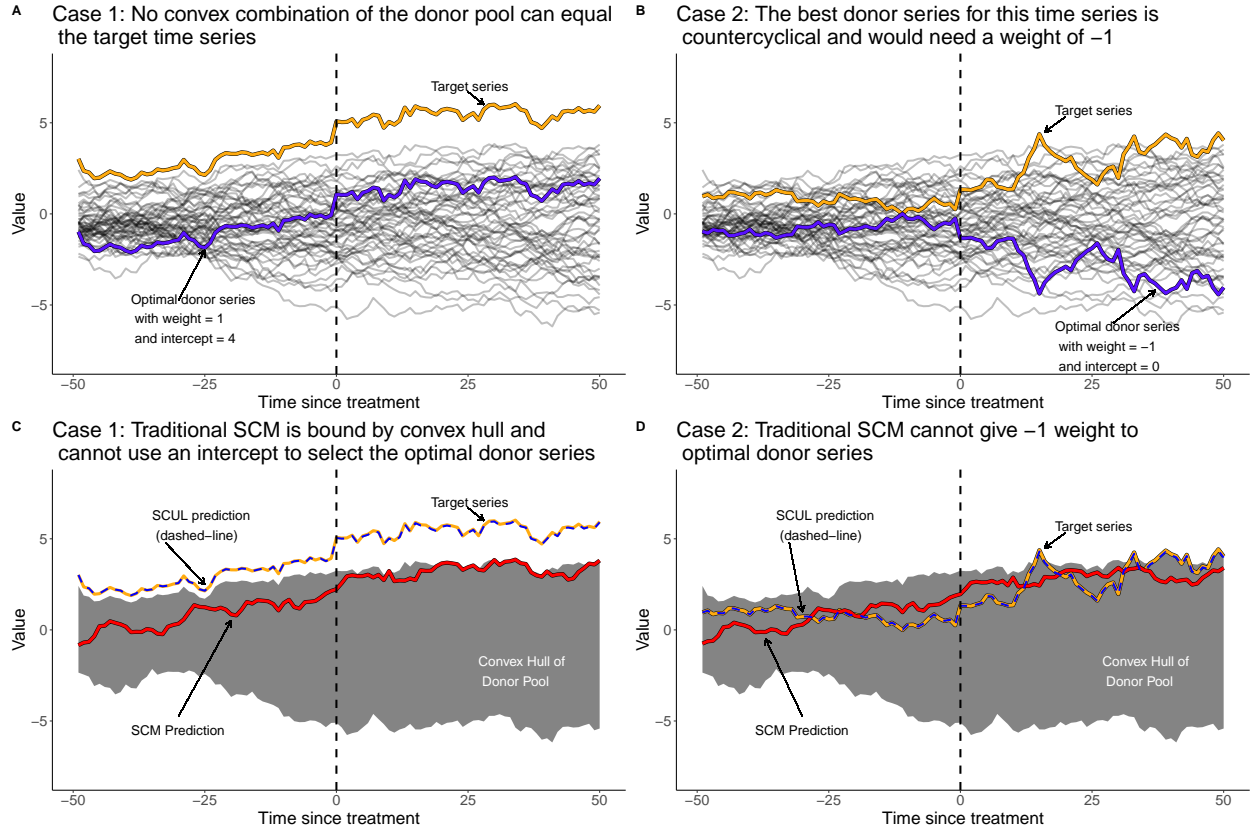 A
Case 1: No convex combination of the donor pool can equal
the target time series
Target series
5
0
−5
Value
Optimal donor series
with weight = 1
and intercept = 4
−50
−25
0
25
50
Time since treatment
B
Case 2: The best donor series for this time series is
countercyclical and would need a weight of −1
Target series
5
0
−5
Value
Optimal donor series
with weight = −1
and intercept = 0
−50
−25
0
25
50
Time since treatment
C
Case 1: Traditional SCM is bound by convex hull and
cannot use an intercept to select the optimal donor series
Target series
SCUL prediction
(dashed−line)
5
0
−5
Value
Convex Hull of
Donor Pool
SCM Prediction
−50
−25
0
25
50
Time since treatment
D
Case 2: Traditional SCM cannot give −1 weight to
optimal donor series
SCUL prediction
(dashed−line)
Target series
5
0
−5
Value
Convex Hull of
Donor Pool
SCM Prediction
−50
−25
0
25
50
Time since treatment